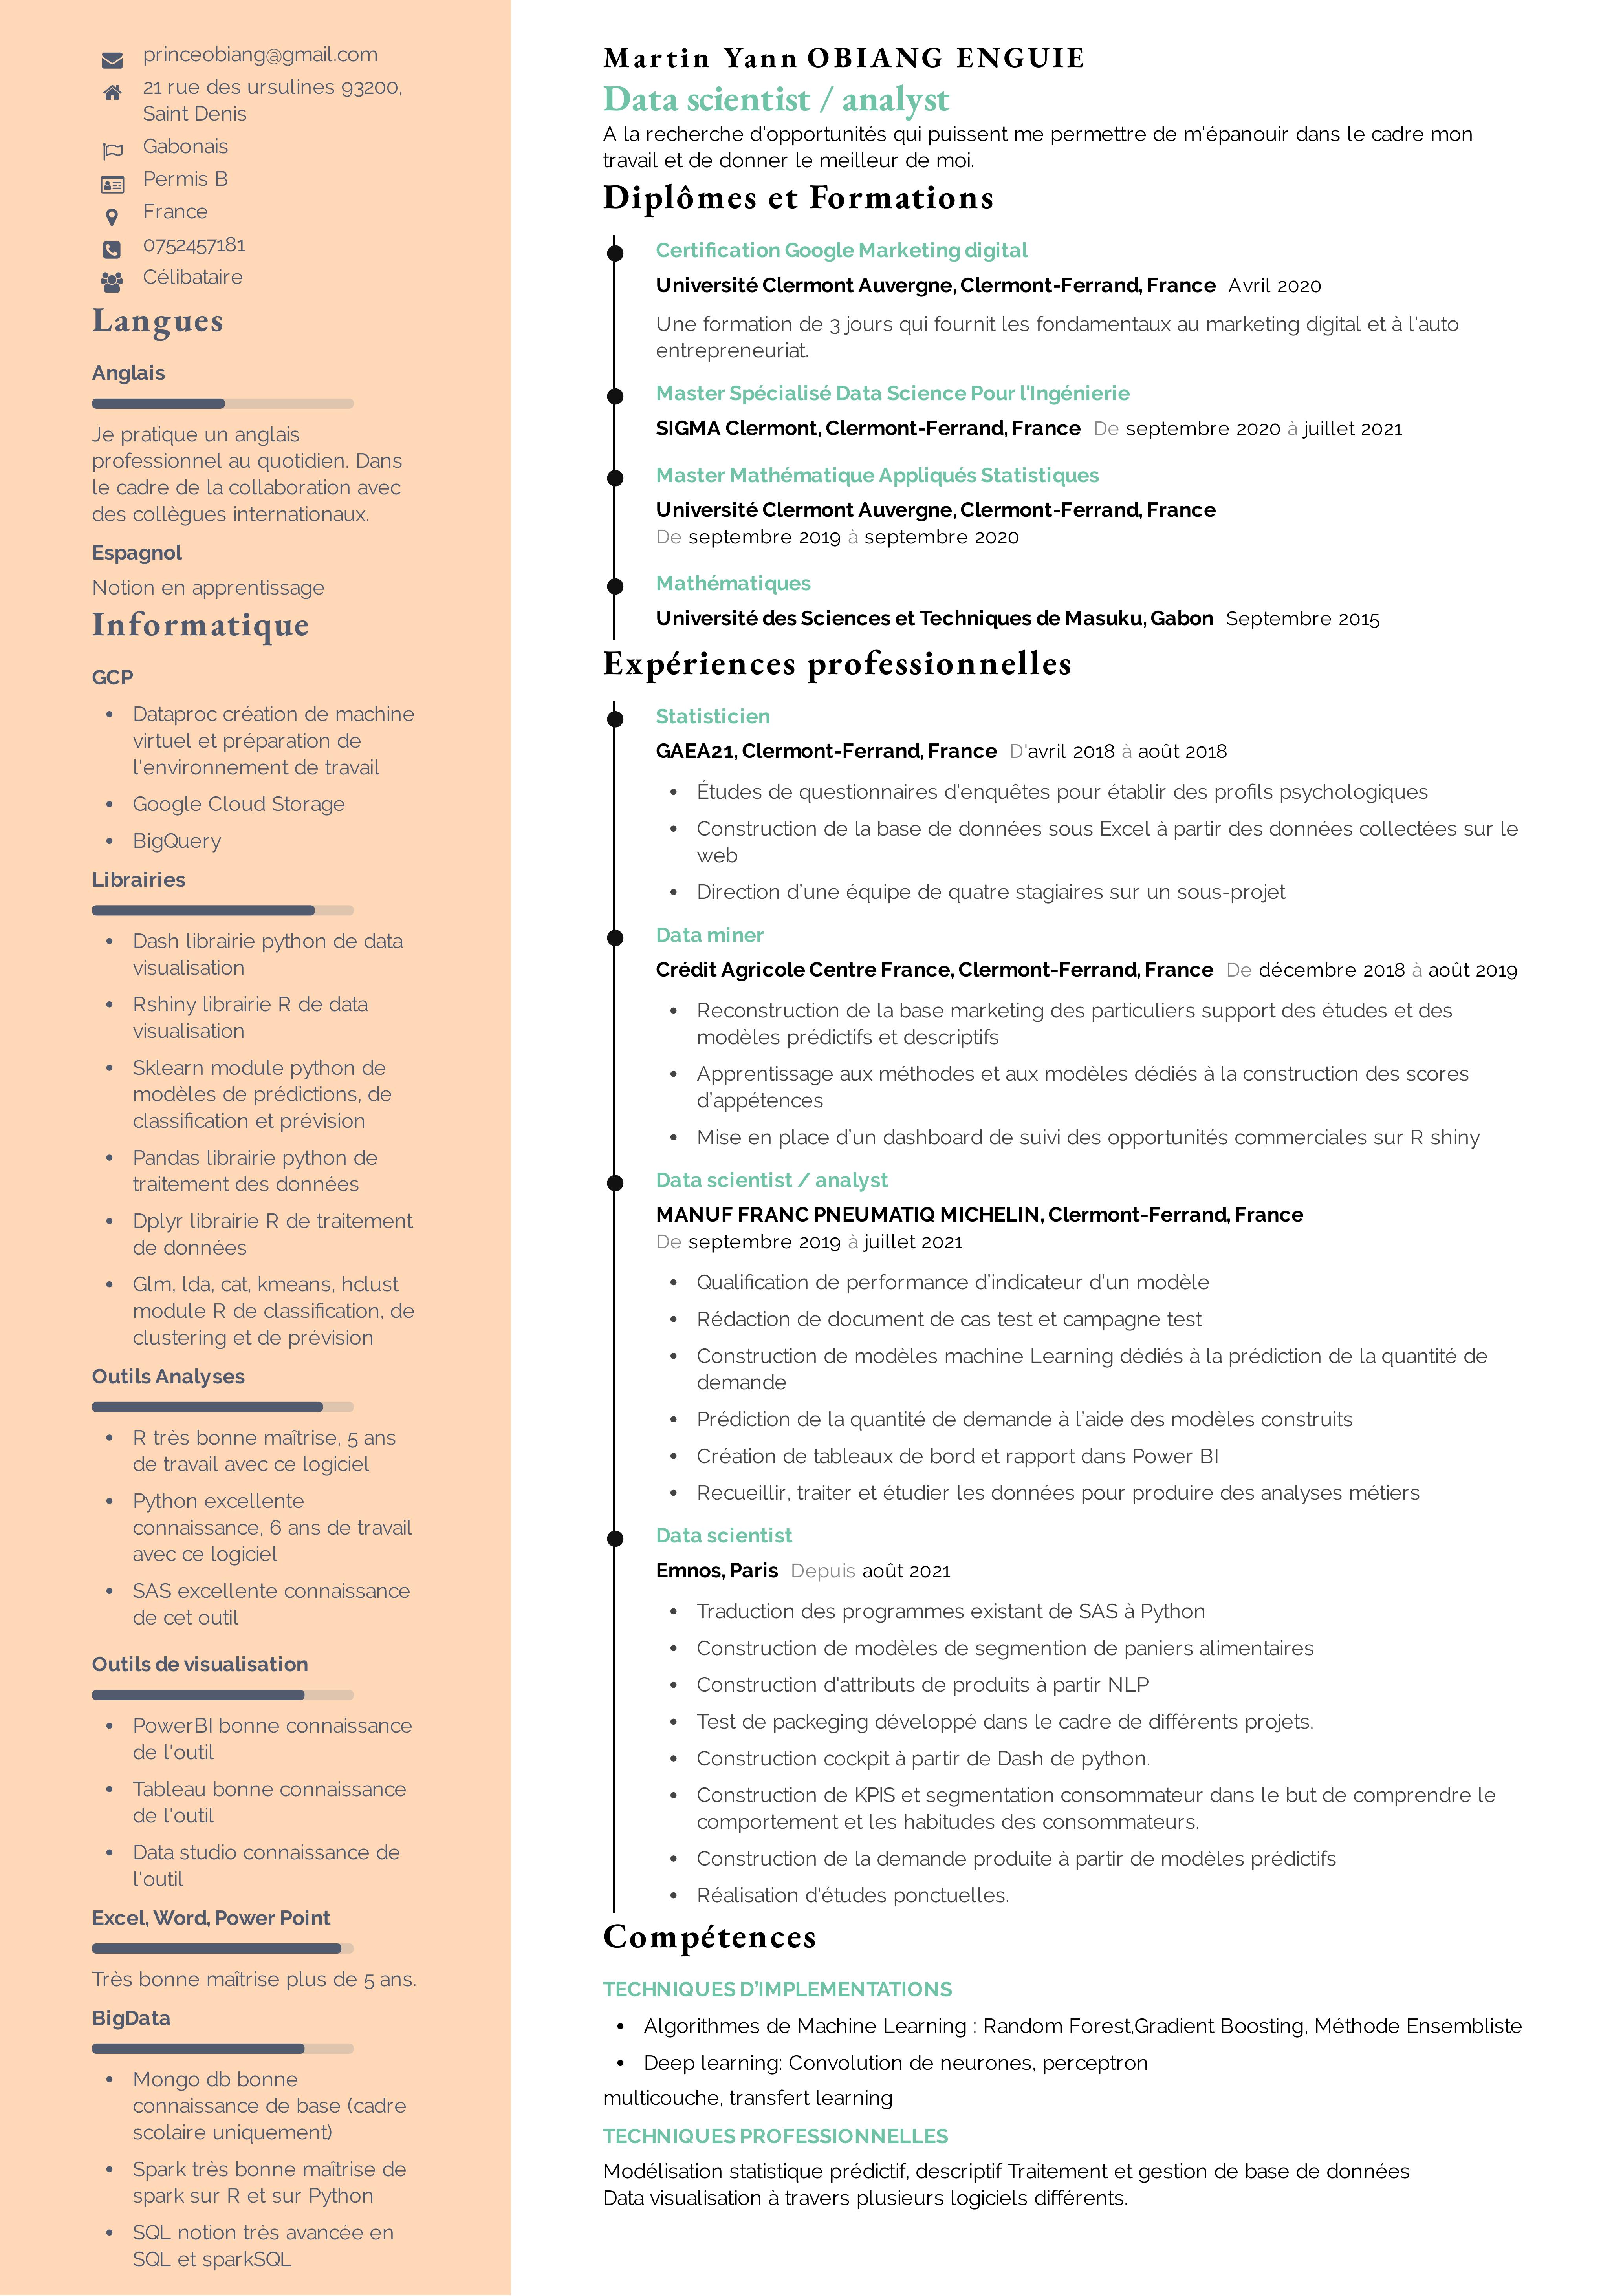 princeobiang@gmail.com
21 rue des ursulines 93200,
Saint Denis
Gabonais
Permis B
France
0752457181
Célibataire
Langues
Anglais
Je pratique un anglais
professionnel au quotidien. Dans
le cadre de la collaboration avec
des collègues internationaux.
Espagnol
Notion en apprentissage
Informatique
GCP
• Dataproc création de machine
virtuel et préparation de
l'environnement de travail
• Google Cloud Storage
• BigQuery
Librairies
• Dash librairie python de data
visualisation
• Rshiny librairie R de data
visualisation
• Sklearn module python de
modèles de prédictions, de
classification et prévision
• Pandas librairie python de
traitement des données
• Dplyr librairie R de traitement
de données
• Glm, lda, cat, kmeans, hclust
module R de classification, de
clustering et de prévision
Outils Analyses
• R très bonne maîtrise, 5 ans
de travail avec ce logiciel
• Python excellente
connaissance, 6 ans de travail
avec ce logiciel
• SAS excellente connaissance
de cet outil
Outils de visualisation
• PowerBI bonne connaissance
de l'outil
• Tableau bonne connaissance
de l'outil
• Data studio connaissance de
l'outil
Excel, Word, Power Point
Très bonne maîtrise plus de 5 ans.
BigData
• Mongo db bonne
connaissance de base (cadre
scolaire uniquement)
• Spark très bonne maîtrise de
spark sur R et sur Python
• SQL notion très avancée en
SQL et sparkSQL
Martin Yann OBIANG ENGUIE
Data scientist / analyst
A la recherche d'opportunités qui puissent me permettre de m'épanouir dans le cadre mon
travail et de donner le meilleur de moi.
Diplômes et Formations
Certification Google Marketing digital
Université Clermont Auvergne, Clermont-Ferrand, France Avril 2020
Une formation de 3 jours qui fournit les fondamentaux au marketing digital et à l'auto
entrepreneuriat.
Master Spécialisé Data Science Pour l'Ingénierie
SIGMA Clermont, Clermont-Ferrand, France De septembre 2020 à juillet 2021
Master Mathématique Appliqués Statistiques
Université Clermont Auvergne, Clermont-Ferrand, France
De septembre 2019 à septembre 2020
Mathématiques
Université des Sciences et Techniques de Masuku, Gabon Septembre 2015
Expériences professionnelles
Statisticien
GAEA21, Clermont-Ferrand, France D'avril 2018 à août 2018
• Études de questionnaires d’enquêtes pour établir des profils psychologiques
• Construction de la base de données sous Excel à partir des données collectées sur le
web
• Direction d’une équipe de quatre stagiaires sur un sous-projet
Data miner
Crédit Agricole Centre France, Clermont-Ferrand, France De décembre 2018 à août 2019
• Reconstruction de la base marketing des particuliers support des études et des
modèles prédictifs et descriptifs
• Apprentissage aux méthodes et aux modèles dédiés à la construction des scores
d’appétences
• Mise en place d’un dashboard de suivi des opportunités commerciales sur R shiny
Data scientist / analyst
MANUF FRANC PNEUMATIQ MICHELIN, Clermont-Ferrand, France
De septembre 2019 à juillet 2021
• Qualification de performance d’indicateur d’un modèle
• Rédaction de document de cas test et campagne test
• Construction de modèles machine Learning dédiés à la prédiction de la quantité de
demande
• Prédiction de la quantité de demande à l’aide des modèles construits
• Création de tableaux de bord et rapport dans Power BI
• Recueillir, traiter et étudier les données pour produire des analyses métiers
Data scientist
Emnos, Paris Depuis août 2021
• Traduction des programmes existant de SAS à Python
• Construction de modèles de segmention de paniers alimentaires
• Construction d'attributs de produits à partir NLP
• Test de packeging développé dans le cadre de différents projets.
• Construction cockpit à partir de Dash de python.
• Construction de KPIS et segmentation consommateur dans le but de comprendre le
comportement et les habitudes des consommateurs.
• Construction de la demande produite à partir de modèles prédictifs
• Réalisation d'études ponctuelles.
Compétences
TECHNIQUES D’IMPLEMENTATIONS
• Algorithmes de Machine Learning : Random Forest,Gradient Boosting, Méthode Ensembliste
• Deep learning: Convolution de neurones, perceptron
multicouche, transfert learning
TECHNIQUES PROFESSIONNELLES
Modélisation statistique prédictif, descriptif Traitement et gestion de base de données
Data visualisation à travers plusieurs logiciels différents.